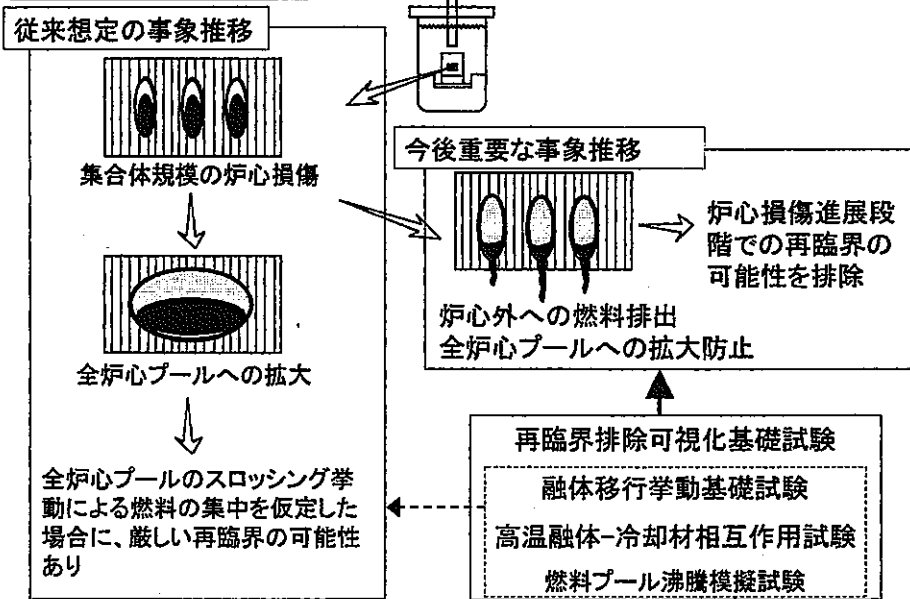 従来想定の事象推移
集合体規模の炉心損傷
全炉心プールへの拡大
全炉心プールのスロッシング挙
動による燃料の集中を仮定した
場合に、厳しい再臨界の可能性
あり
今後重要な事象推移
炉心損傷進展段
階での再臨界の
可能性を排除
炉心外への燃料排出
全炉心プールへの拡大防止
再臨界排除可視化基礎試験
融体移行挙動基礎試験
高温融体-冷却材相互作用試験
燃料プール沸騰模擬試験